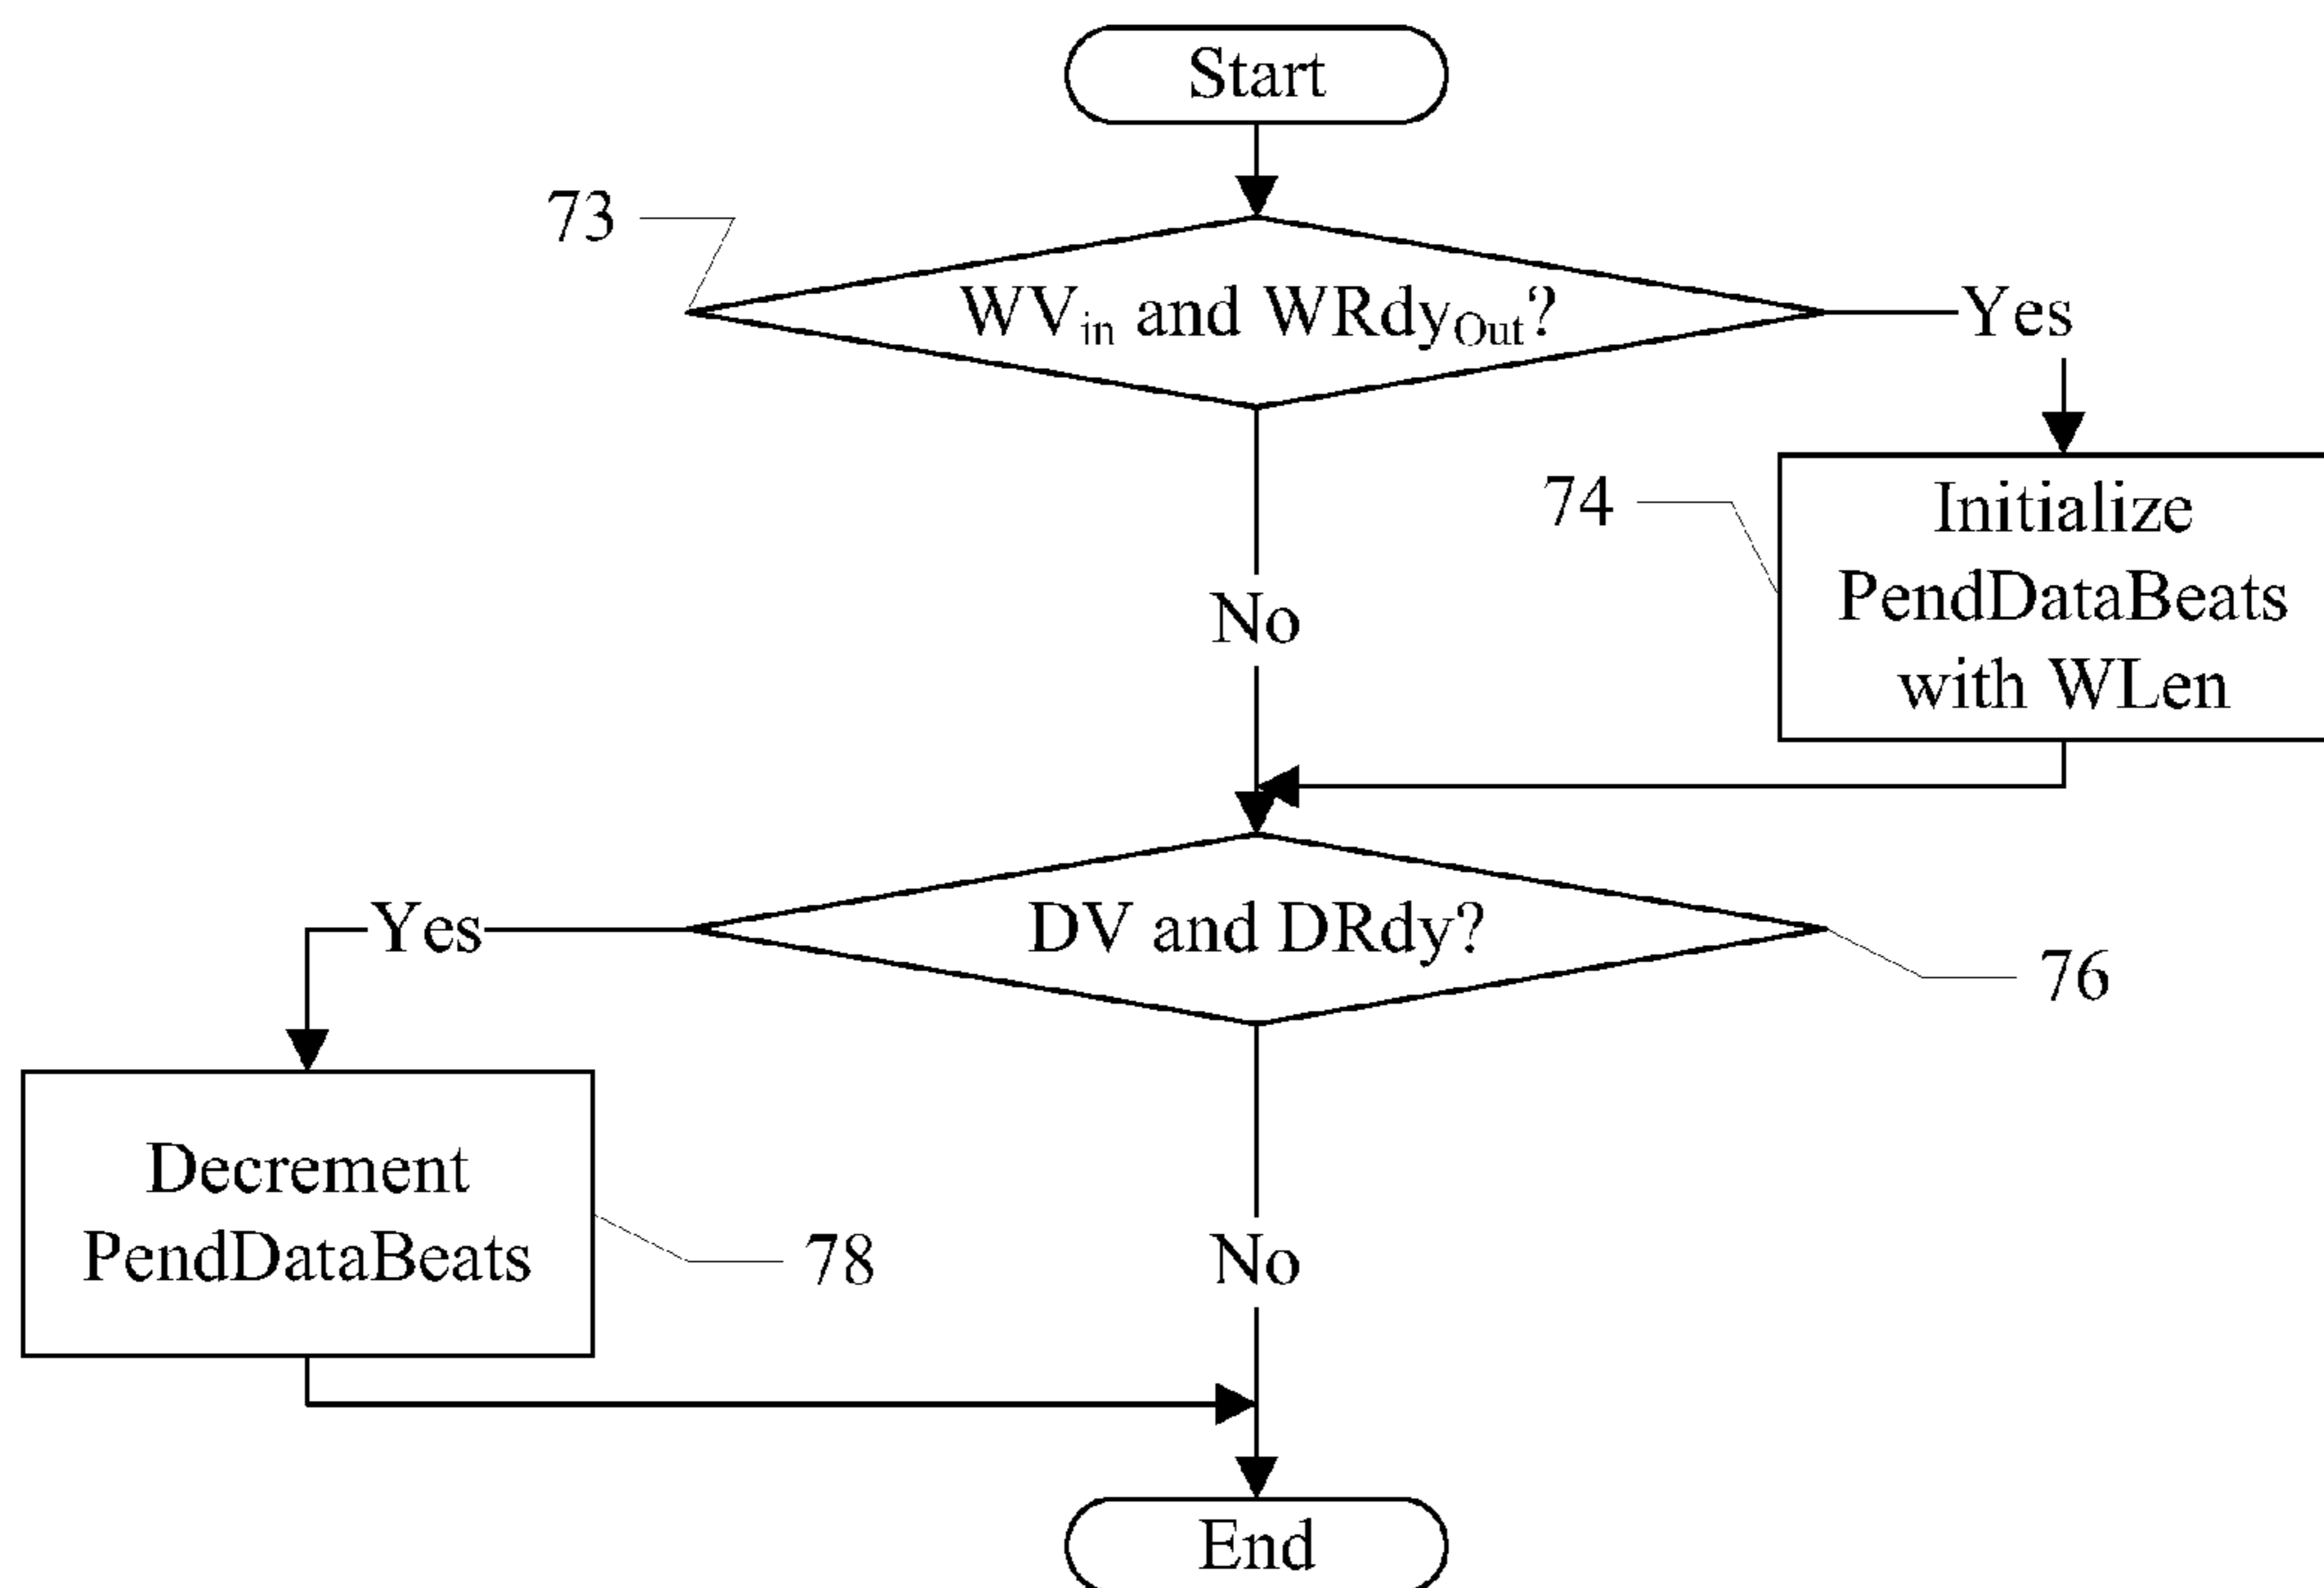 Start
73
WVin and WRdyOut?
Yes
74
Initialize
PendDataBeats
with WLen
No
DV and DRdy?
Yes
76
Decrement
PendDataBeats
78
No
End